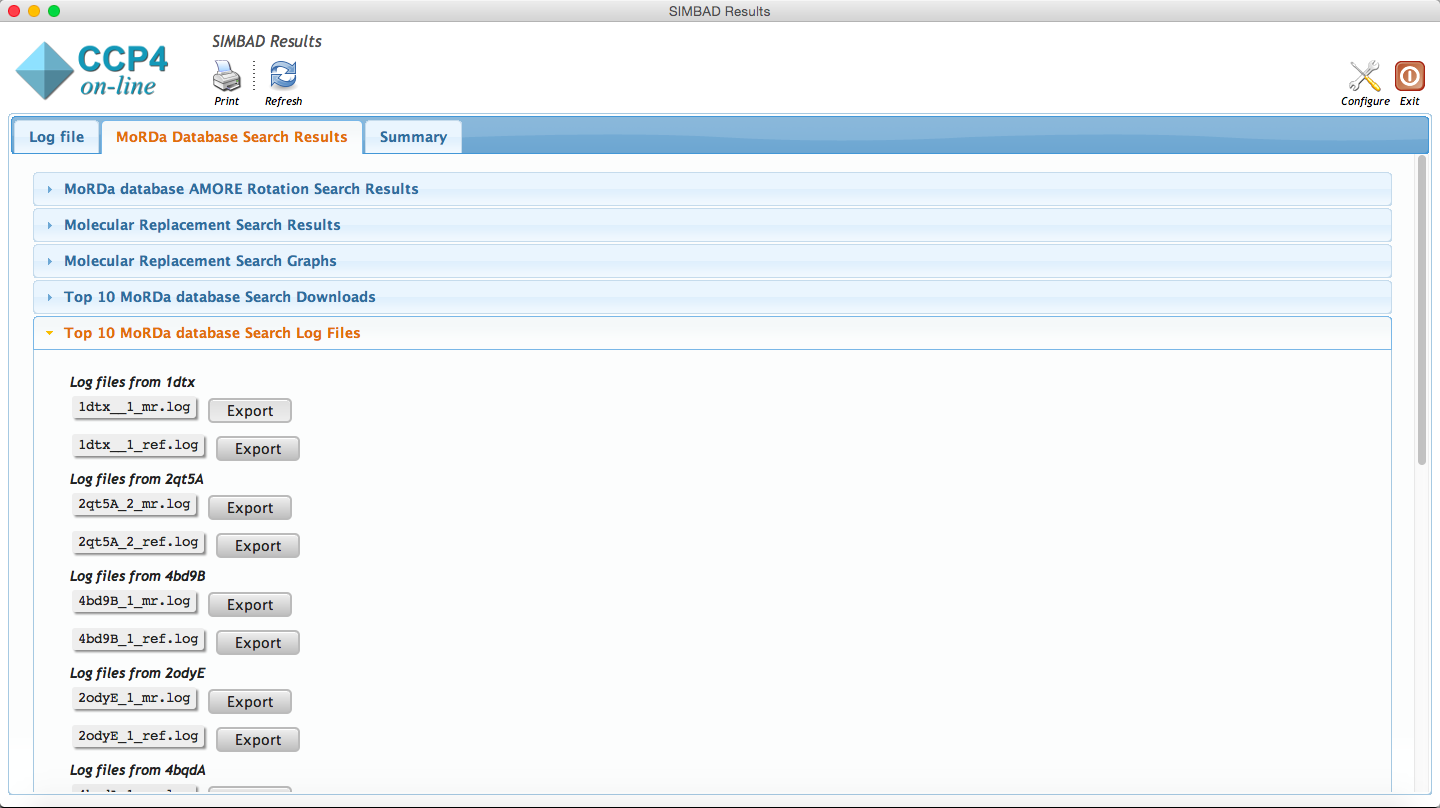 SIMBAD Results
SIMBAD Results
CCP4
on-line
Print
Refresh
Configure
Exit
Log file
MoRDa Database Search Results
Summary
MoRDa database AMORE Rotation Search Results
Molecular Replacement Search Results
Molecular Replacement Search Graphs
Top 10 MoRDa database Search Downloads
Top 10 MoRDa database Search Log Files
Log files from 1dtx
1dtx__1_mr.log Export
1dtx__1_ref.log Export
Log files from 2qt5A
2qt5A_2_mr.log Export
2qt5A_2_ref.log Export
Log files from 4bd9B
4bd9B_1_mr.log Export
4bd9B_1_ref.log Export
Log files from 2odyE
2odyE_1_mr.log Export
2odyE_1_ref.log Export
Log files from 4bqdA